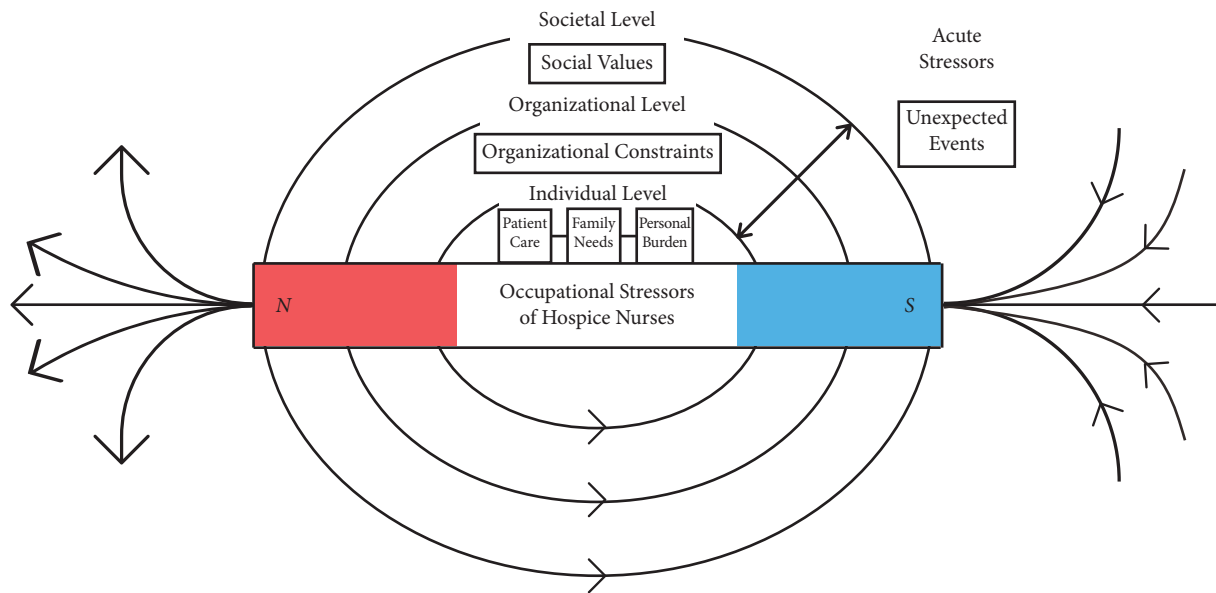 Societal Level
Social Values
Organizational Level
Organizational Constraints
Individual Level
Patient
Care
Family
Needs
Personal
Burden
Acute
Stressors
Unexpected
Events
N
Occupational Stressors
of Hospice Nurses
S